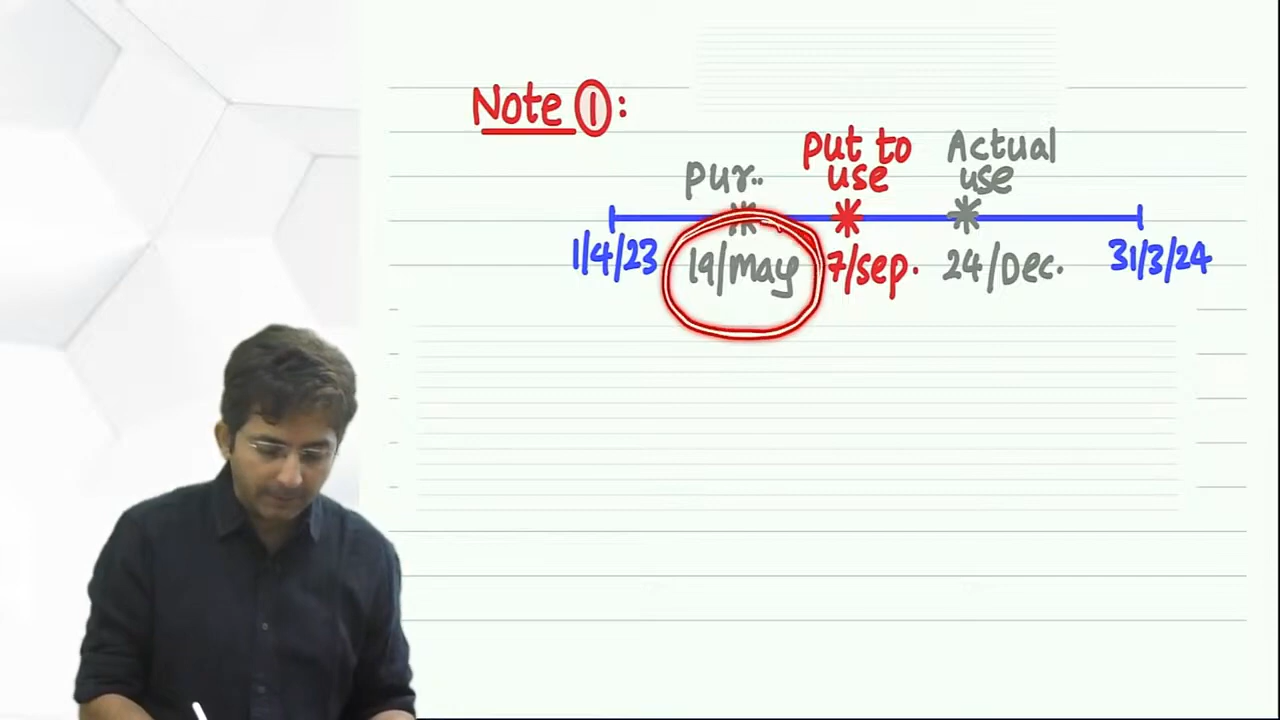 Note ①:
put to Actual
pur.. use use
1/4/23 19/may 7/sep. 24/Dec. 31/3/24